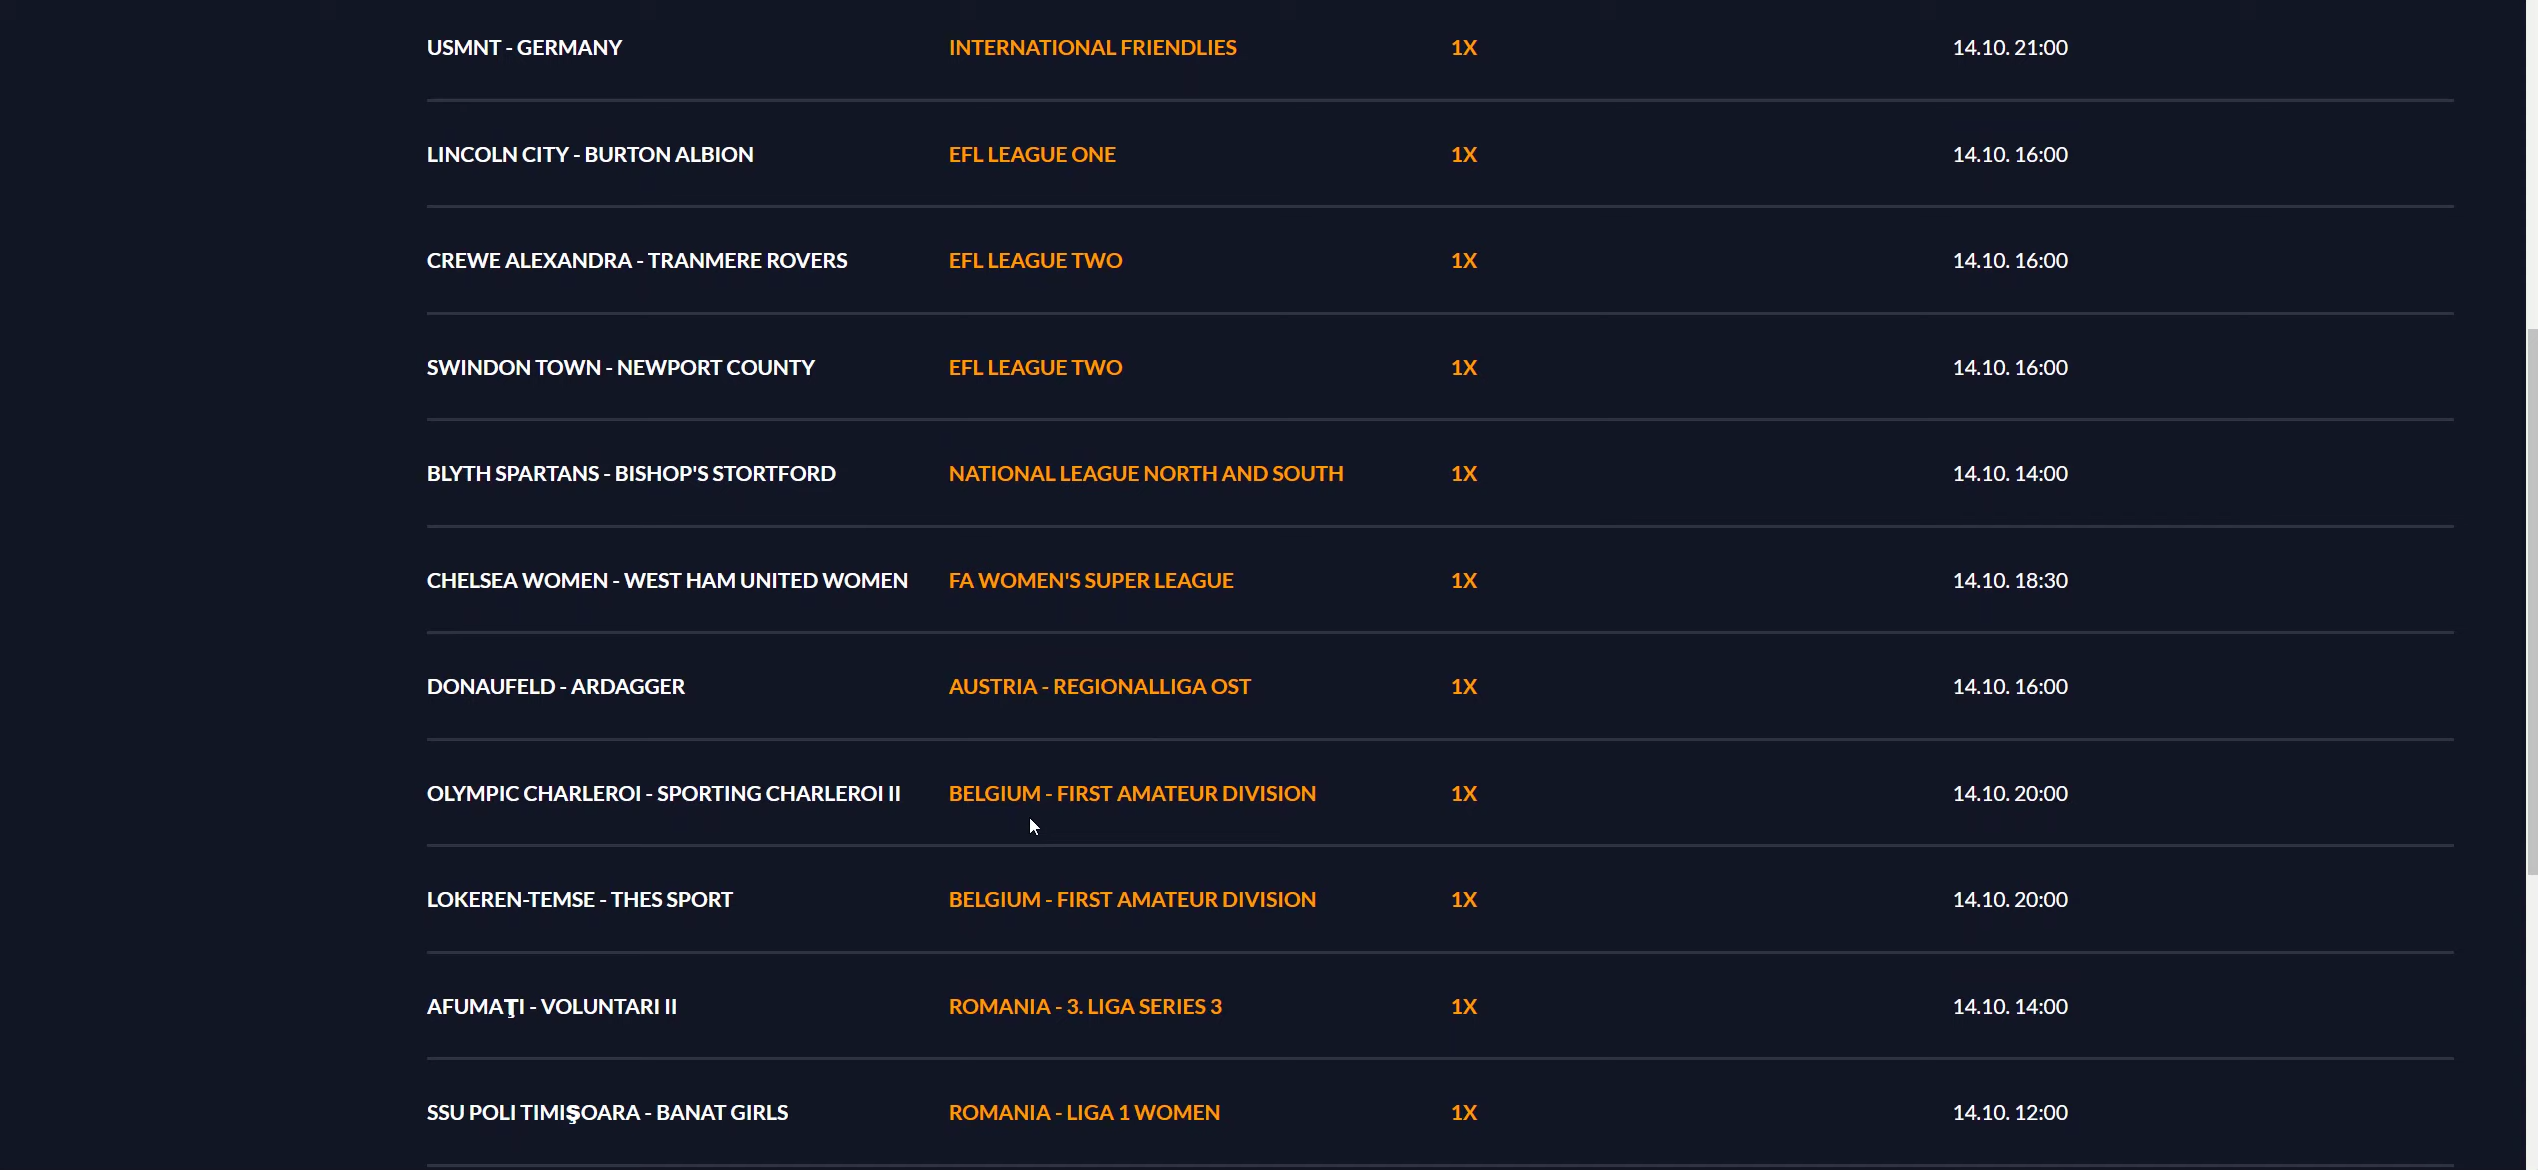 USMNT - GERMANY INTERNATIONAL FRIENDLIES 1X 14.10. 21:00
LINCOLN CITY - BURTON ALBION EFL LEAGUE ONE 1X 14.10. 16:00
CREWE ALEXANDRA - TRANMERE ROVERS EFL LEAGUE TWO 1X 14.10. 16:00
SWINDON TOWN - NEWPORT COUNTY EFL LEAGUE TWO 1X 14.10. 16:00
BLYTH SPARTANS - BISHOP'S STORTFORD NATIONAL LEAGUE NORTH AND SOUTH 1X 14.10. 14:00
CHELSEA WOMEN - WEST HAM UNITED WOMEN FA WOMEN'S SUPER LEAGUE 1X 14.10. 18:30
DONAUFELD - ARDAGGER AUSTRIA - REGIONALLIGA OST 1X 14.10. 16:00
OLYMPIC CHARLEROI - SPORTING CHARLEROI II BELGIUM - FIRST AMATEUR DIVISION 1X 14.10. 20:00
LOKEREN-TEMSE - THES SPORT BELGIUM - FIRST AMATEUR DIVISION 1X 14.10. 20:00
AFUMAŢI - VOLUNTARI II ROMANIA - 3. LIGA SERIES 3 1X 14.10. 14:00
SSU POLI TIMIŞOARA - BANAT GIRLS ROMANIA - LIGA 1 WOMEN 1X 14.10. 12:00